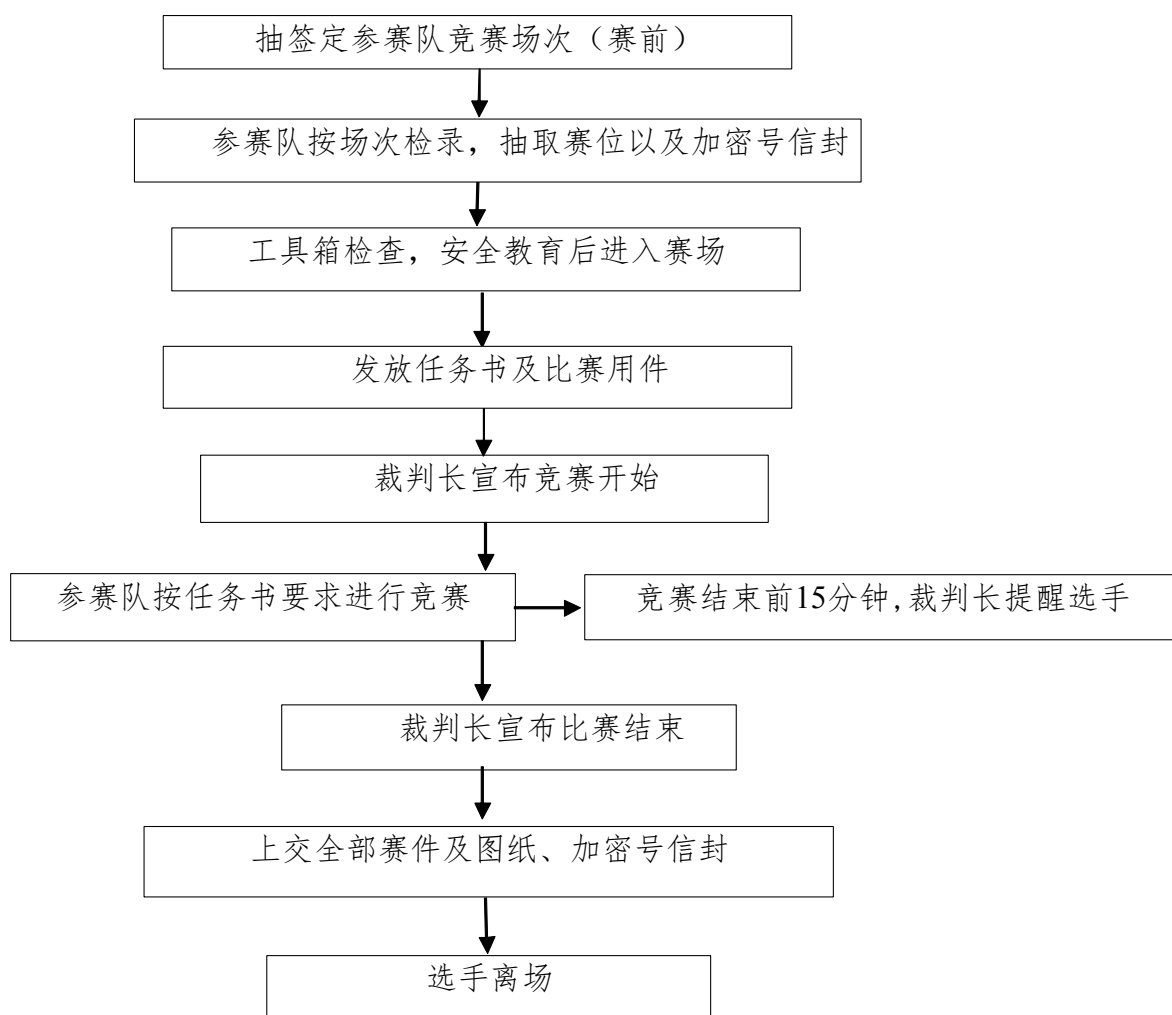 抽签定参赛队竞赛场次（赛前）
参赛队按场次检录，抽取赛位以及加密号信封
工具箱检查，安全教育后进入赛场
发放任务书及比赛用件
裁判长宣布竞赛开始
参赛队按任务书要求进行竞赛
竞赛结束前15分钟,裁判长提醒选手
裁判长宣布比赛结束
上交全部赛件及图纸、加密号信封
选手离场